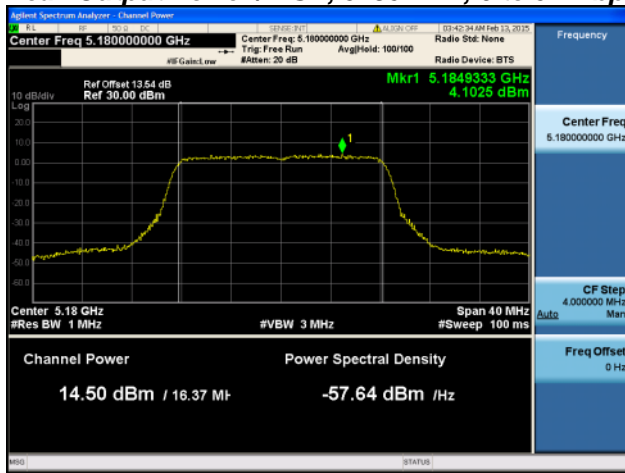 Agilent Spectrum Analyzer - Channel Power
RL RF 50 Ω DC SENSE:INT ALIGN OFF 03:42:34 AM Feb 13, 2015
Center Freq 5.180000000 GHz
Center Freq: 5.180000000 GHz
Radio Std: None
Trig: Free Run Avg|Hold: 100/100
#IFGain:Low #Atten: 20 dB Radio Device: BTS
Frequency
Mkr1 5.1849333 GHz
4.1025 dBm
Ref Offset 13.54 dB
10 dB/div Ref 30.00 dBm
Log
20.0
10.0
0.00
-10.0
-20.0
-30.0
-40.0
-50.0
-60.0
1
Center 5.18 GHz Span 40 MHz
#Res BW 1 MHz #VBW 3 MHz #Sweep 100 ms
Channel Power Power Spectral Density
14.50 dBm / 16.37 MH -57.64 dBm /Hz
Center Freq
5.180000000 GHz
CF Step
4.000000 MHz
Auto Man
Freq Offset
0 Hz
MSG STATUS